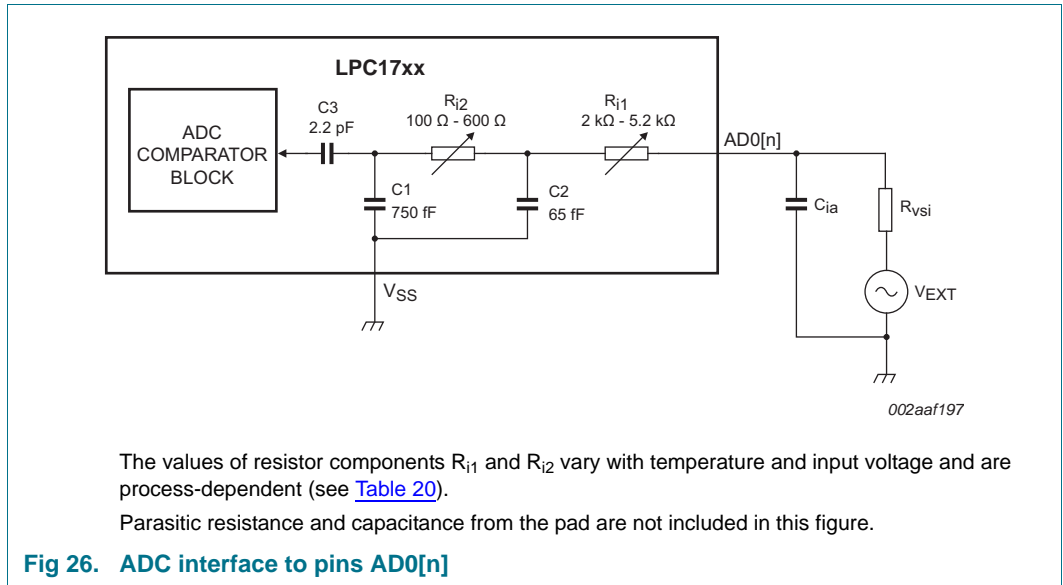 LPC17xx
ADC
COMPARATOR
BLOCK
C3
2.2 pF
Ri2
100 Ω - 600 Ω
Ri1
2 kΩ - 5.2 kΩ
AD0[n]
C1
750 fF
C2
65 fF
Cia
Rvsi
VSS
VEXT
002aaf197
The values of resistor components Ri1 and Ri2 vary with temperature and input voltage and are
process-dependent (see Table 20).
Parasitic resistance and capacitance from the pad are not included in this figure.
Fig 26. ADC interface to pins AD0[n]